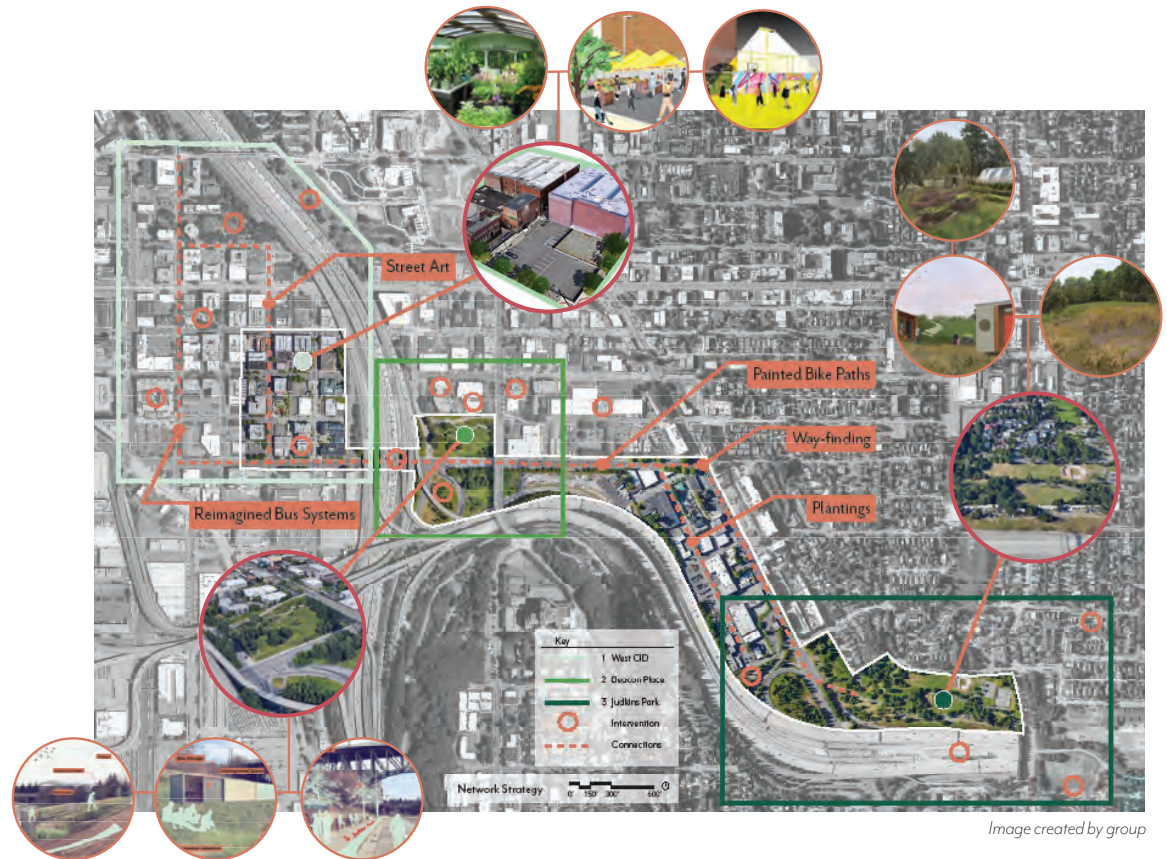 Street Art
Painted Bike Paths
Way-finding
Plantings
Reimagined Bus Systems
Key
1 West CID
2 Beacon Place
3 Judkins Park
Intervention
Connections
Network Strategy
0' 150' 300' 600'
Image created by group